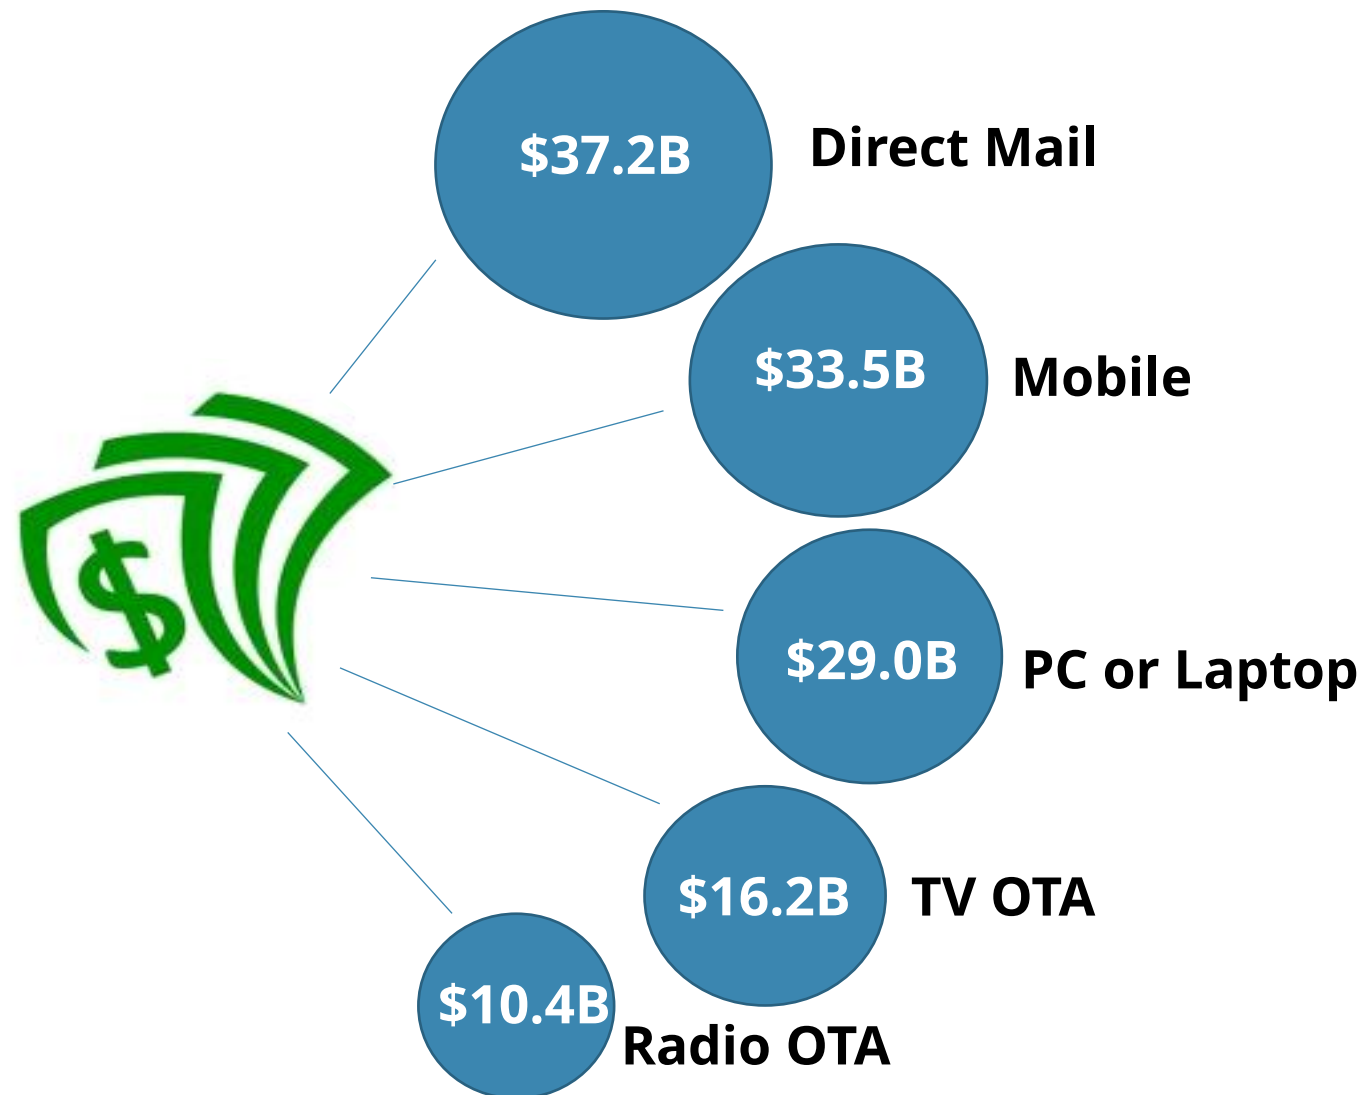 $37.2B
Direct Mail
$33.5B
Mobile
$29.0B
PC or Laptop
$16.2B
TV OTA
$10.4B
Radio OTA
$